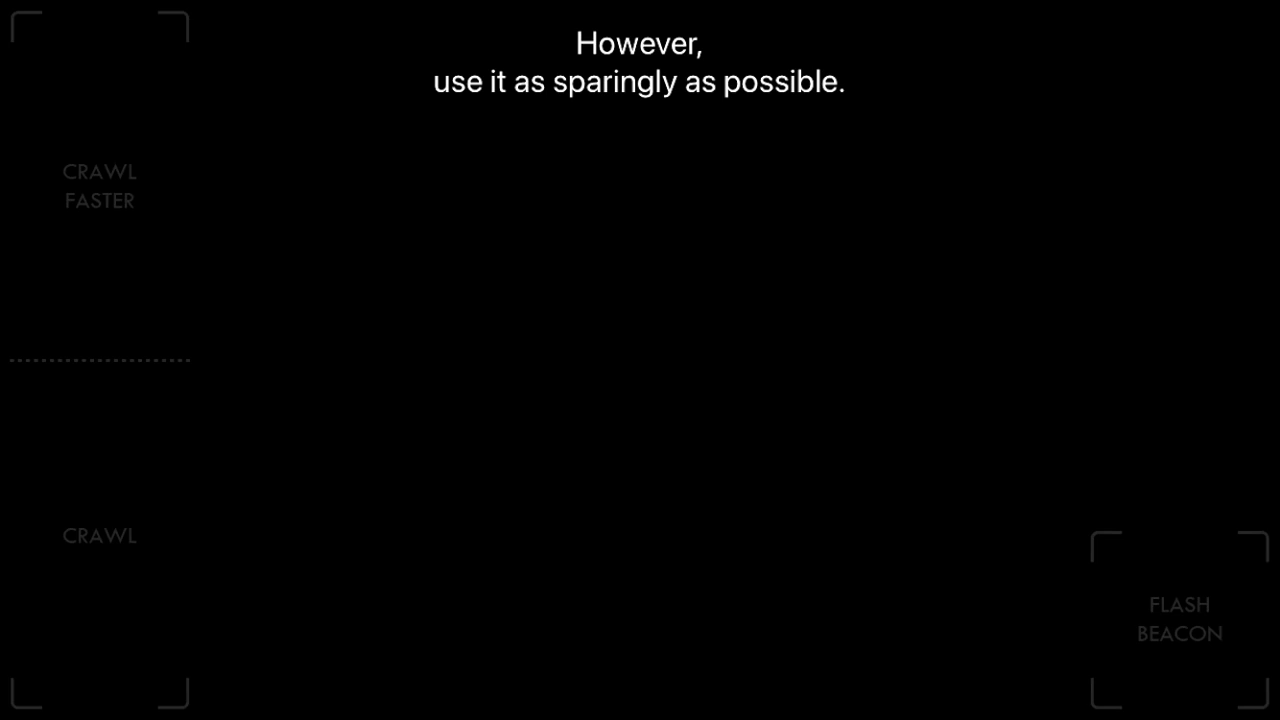 However,
use it as sparingly as possible.
CRAWL
FASTER
CRAWL
FLASH
BEACON